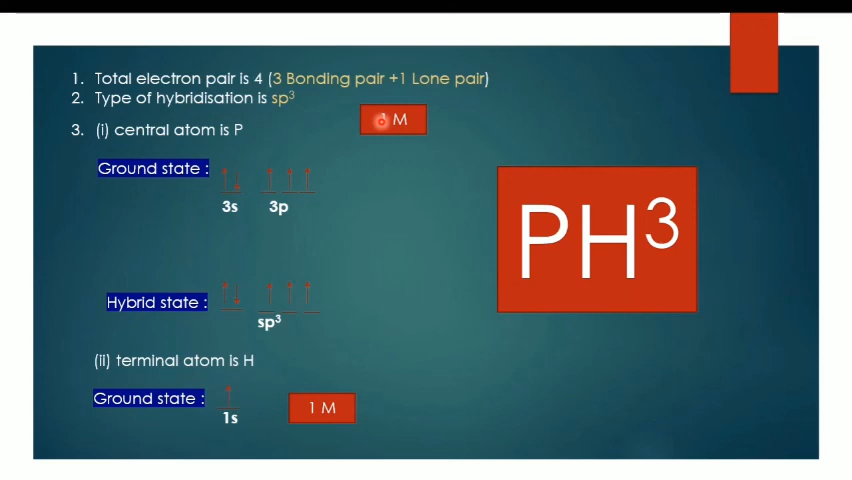 1. Total electron pair is 4 (3 Bonding pair +1 Lone pair)
2. Type of hybridisation is sp³
1 M
3. (i) central atom is P
Ground state :
3s 3p
PH³
Hybrid state :
sp³
(ii) terminal atom is H
Ground state :
1s
1 M